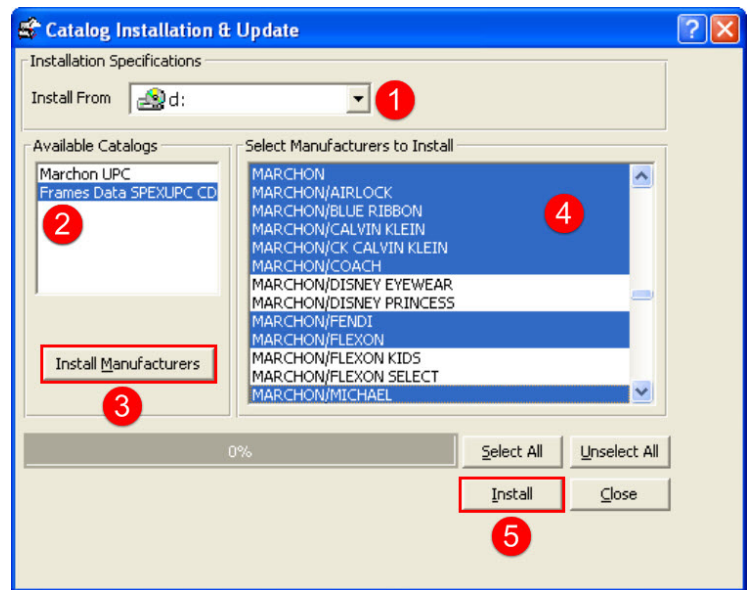 Catalog Installation & Update
Installation Specifications
Install From d: 1
Available Catalogs
Marchon UPC
Frames Data SPEXUPC CD
2
Install Manufacturers
3
Select Manufacturers to Install
MARCHON
MARCHON/AIRLOCK
MARCHON/BLUE RIBBON
MARCHON/CALVIN KLEIN
MARCHON/CK CALVIN KLEIN
MARCHON/COACH
MARCHON/DISNEY EYEWEAR
MARCHON/DISNEY PRINCESS
MARCHON/FENDI
MARCHON/FLEXON
MARCHON/FLEXON KIDS
MARCHON/FLEXON SELECT
MARCHON/MICHAEL
4
0%
Select All Unselect All
Install Close
5